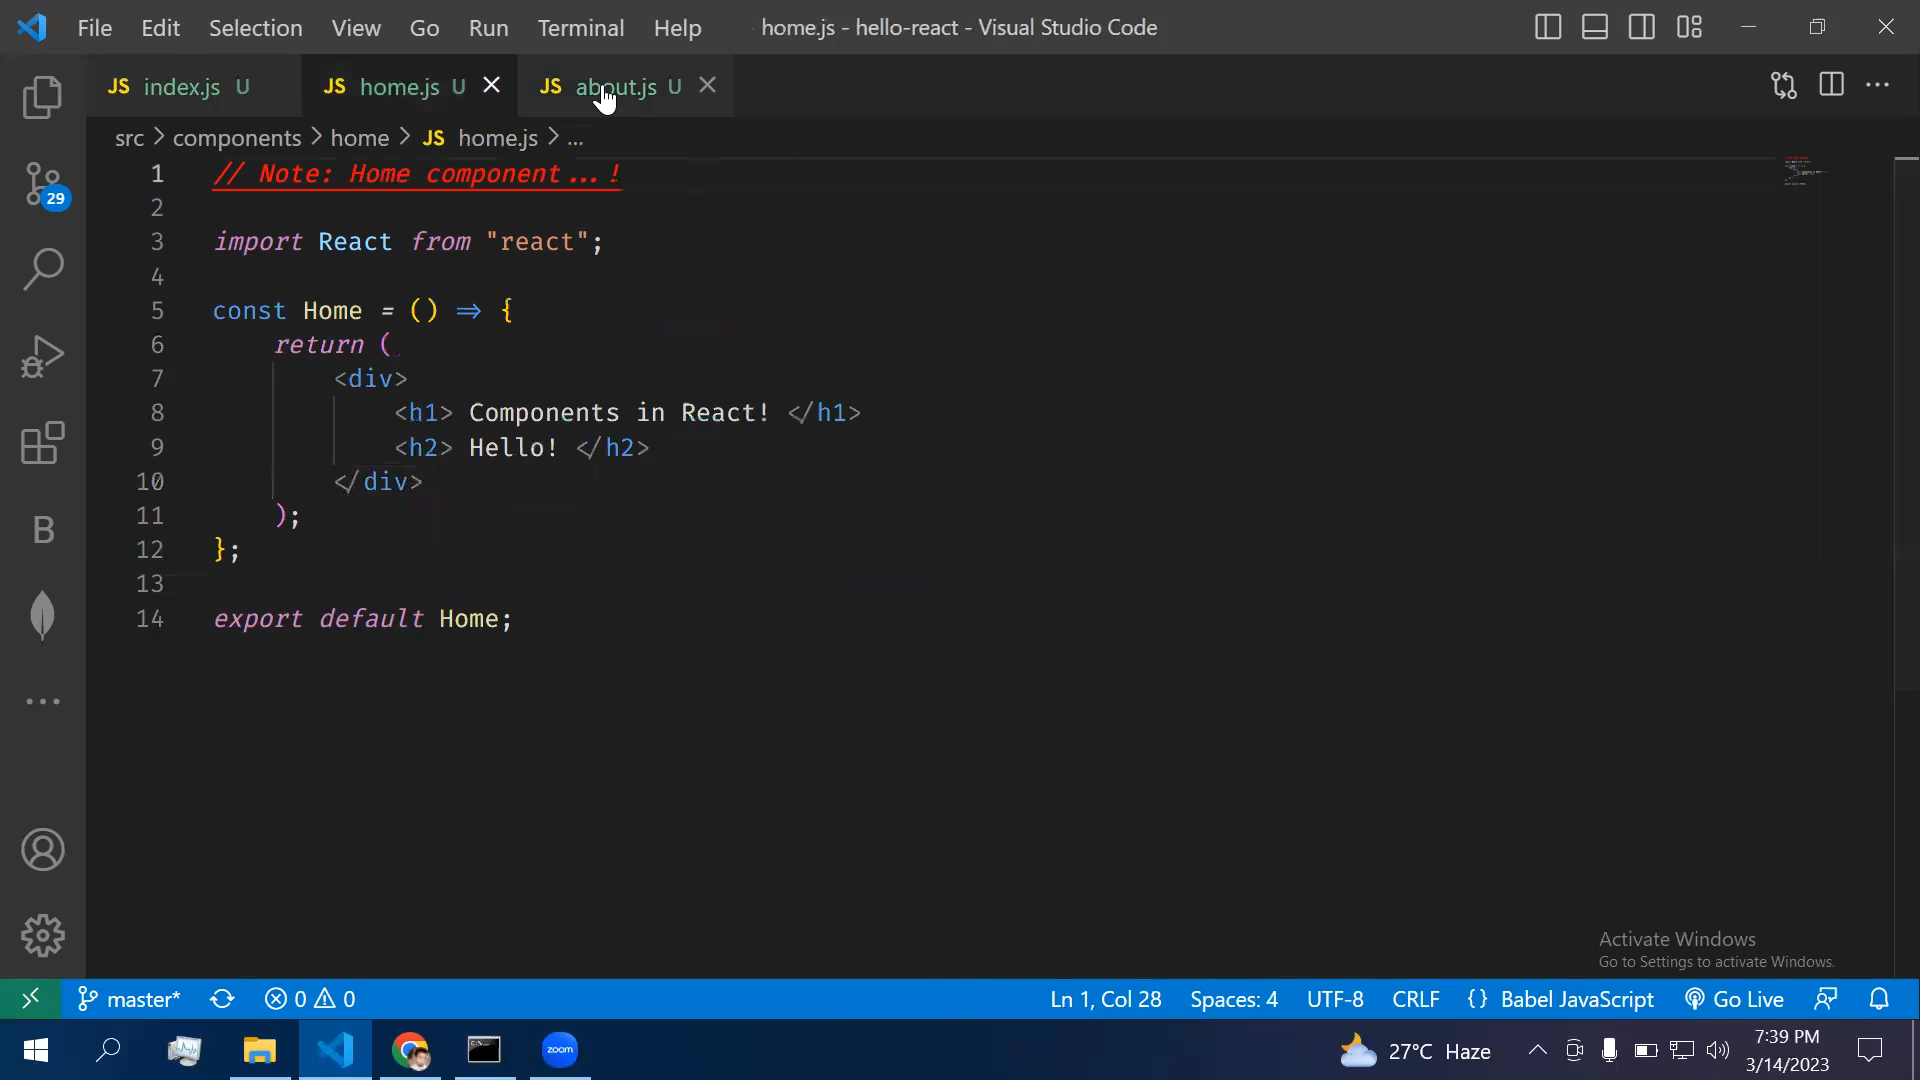 File Edit Selection View Go Run Terminal Help home.js - hello-react - Visual Studio Code
JS index.js U JS home.js U JS about.js U
src > components > home > JS home.js > ...
1 // Note: Home component...!
2
3 import React from "react";
4
5 const Home = () => {
6 return (
7 <div>
8 <h1> Components in React! </h1>
9 <h2> Hello! </h2>
10 </div>
11 );
12 };
13
14 export default Home;
29
B
Activate Windows
Go to Settings to activate Windows.
master* 0 0 Ln 1, Col 28 Spaces: 4 UTF-8 CRLF {} Babel JavaScript Go Live
zoom 27°C Haze 7:39 PM
3/14/2023